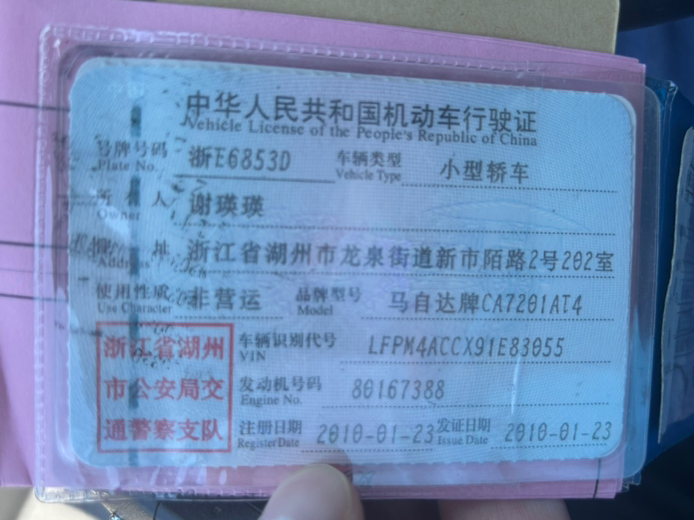 中华人民共和国机动车行驶证
Vehicle License of the People's Republic of China
号牌号码 浙E6853D 车辆类型 小型轿车
Plate No. Vehicle Type
所有人 谢瑛瑛
Owner
住址 浙江省湖州市龙泉街道新市陌路2号202室
Address
使用性质 非营运 品牌型号 马自达牌CA7201AT4
Use Character Model
浙江省湖州 车辆识别代号 LFPM4ACCX91E83055
VIN
市公安局交 发动机号码 80167388
Engine No.
通警察支队 注册日期 2010-01-23 发证日期 2010-01-23
Register Date Issue Date